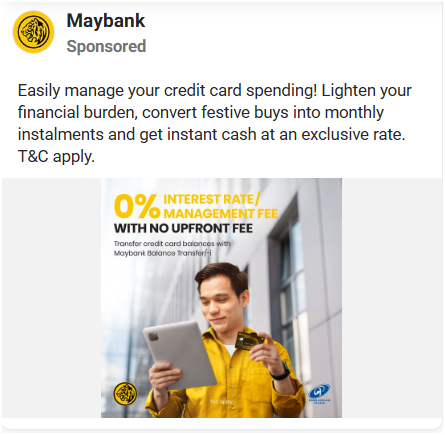 Maybank
Sponsored
Easily manage your credit card spending! Lighten your
financial burden, convert festive buys into monthly
instalments and get instant cash at an exclusive rate.
T&C apply.
0% INTEREST RATE/
MANAGEMENT FEE
WITH NO UPFRONT FEE
Transfer credit card balances with
Maybank Balance Transfer/-i
T&C apply.